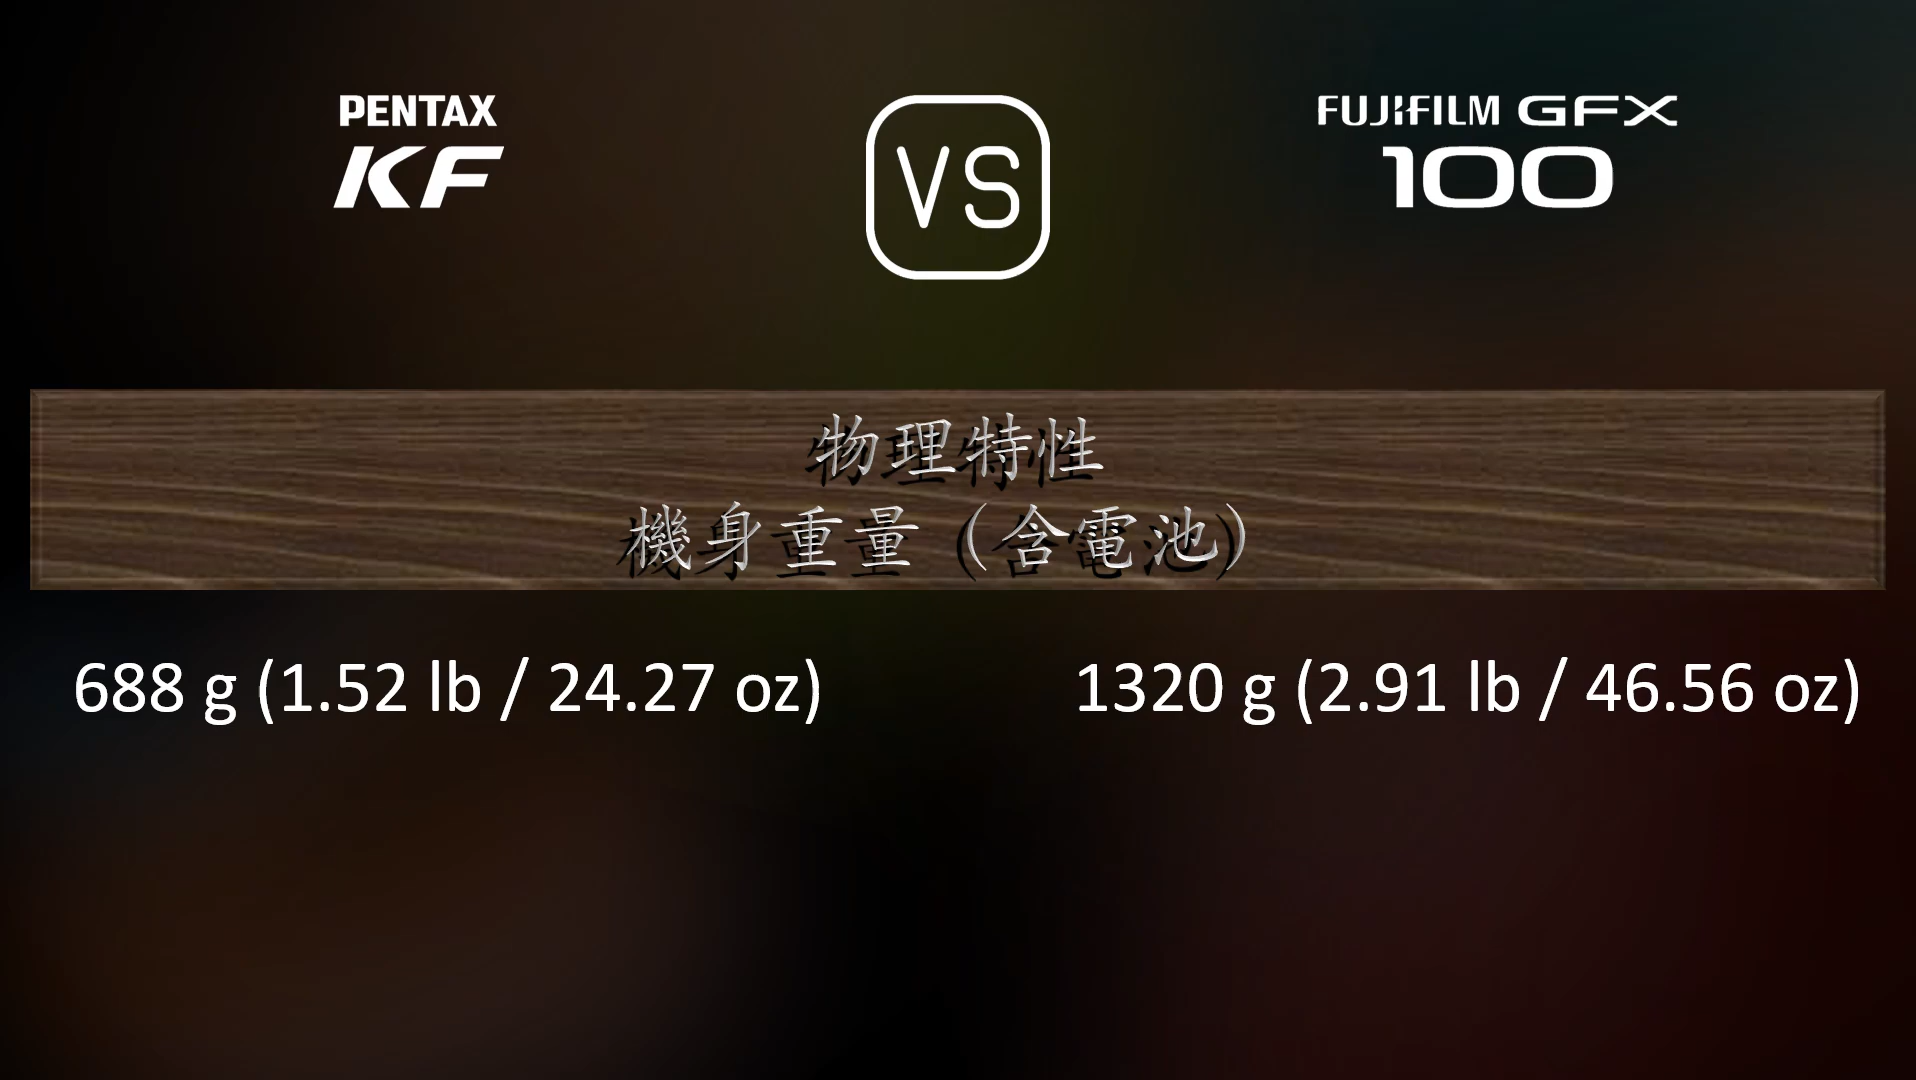 PENTAX
KF
VS
FUJIFILM GFX
100
物理特性
機身重量（含電池）
688 g (1.52 lb / 24.27 oz)
1320 g (2.91 lb / 46.56 oz)